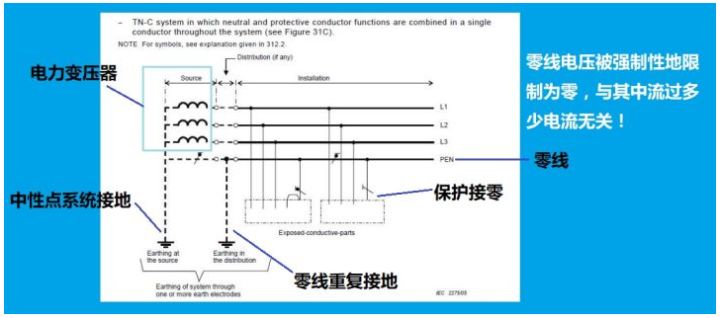 – TN-C system in which neutral and protective conductor functions are combined in a single
conductor throughout the system (see Figure 31C).
NOTE For symbols, see explanation given in 312.2.
Distribution (if any)
Source
Installation
电力变压器
零线电压被强制性地限
制为零，与其中流过多
少电流无关！
L1
L2
L3
PEN
零线
保护接零
中性点系统接地
Exposed-conductive-parts
Earthing at
the source
Earthing in
the distribution
零线重复接地
Earthing of system through
one or more earth electrodes
IEC 2278/05